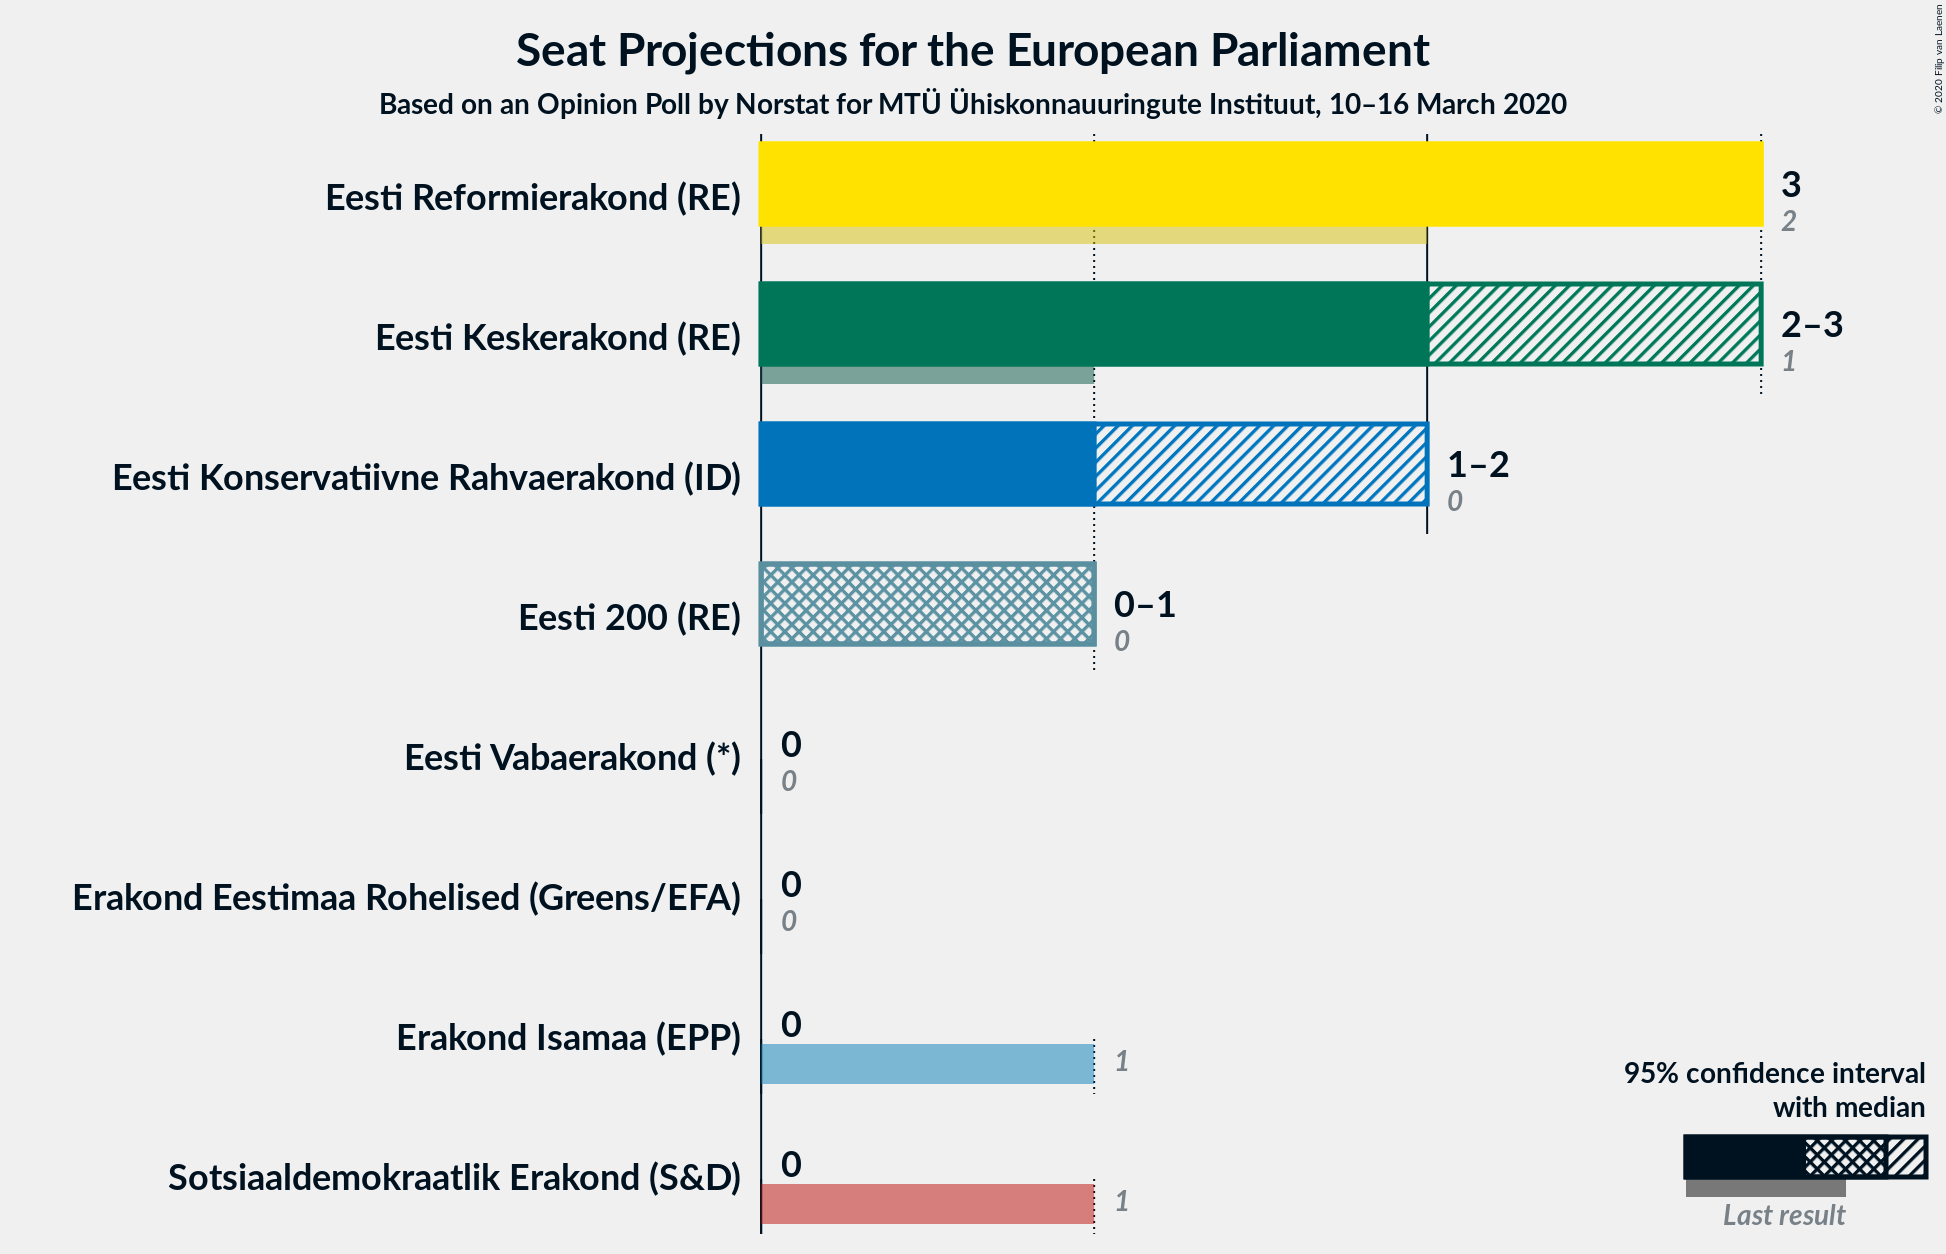 Seat Projections for the European Parliament
Based on an Opinion Poll by Norstat for MTÜ Ühiskonnauuringute Instituut, 10–16 March 2020
© 2020 Filip van Laenen
Eesti Reformierakond (RE)
3
2
Eesti Keskerakond (RE)
2–3
1
Eesti Konservatiivne Rahvaerakond (ID)
1–2
0
Eesti 200 (RE)
0–1
0
Eesti Vabaerakond (*)
0
0
Erakond Eestimaa Rohelised (Greens/EFA)
0
0
Erakond Isamaa (EPP)
0
1
Sotsiaaldemokraatlik Erakond (S&D)
0
1
95% confidence interval
with median
Last result